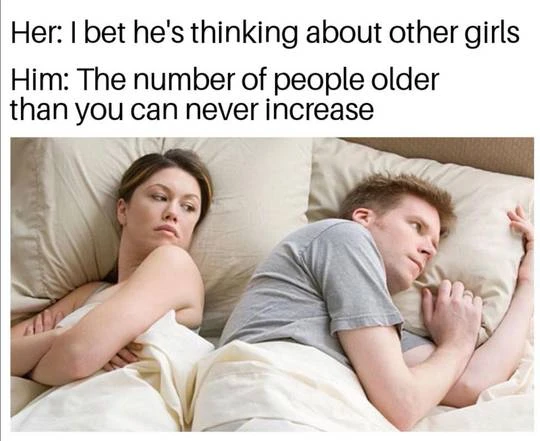 Her: I bet he's thinking about other girls
Him: The number of people older
than you can never increase